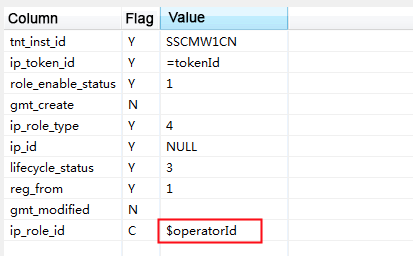 Column Flag Value
tnt_inst_id Y SSCMW1CN
ip_token_id Y =tokenId
role_enable_status Y 1
gmt_create N
ip_role_type Y 4
ip_id Y NULL
lifecycle_status Y 3
reg_from Y 1
gmt_modified N
ip_role_id C $operatorId